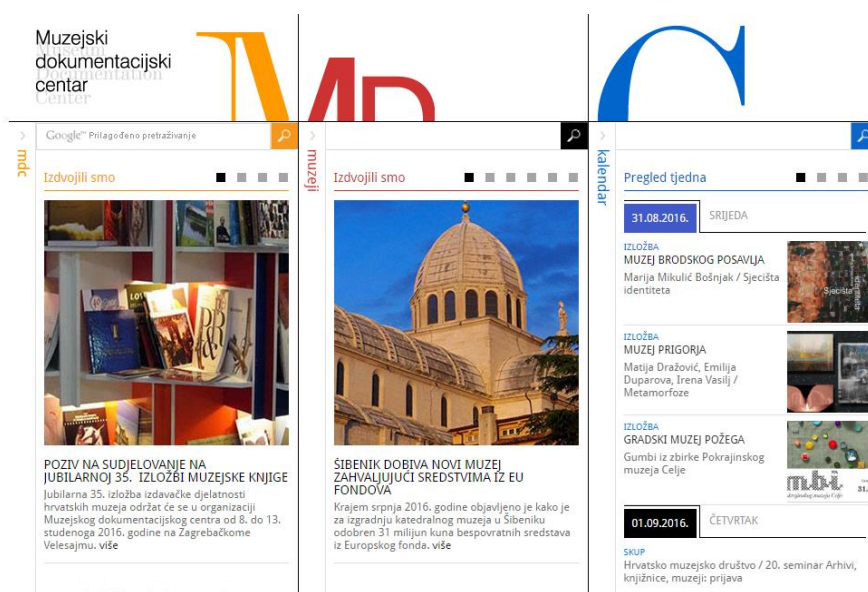 Muzejski
Museum
dokumentacijski
Documentation
centar
Center
M
MD
C
mdc
Google™ Prilagođeno pretraživanje
Izdvojili smo
POZIV NA SUDJELOVANJE NA
JUBILARNOJ 35. IZLOŽBI MUZEJSKE KNJIGE
Jubilarna 35. izložba izdavačke djelatnosti
hrvatskih muzeja održat će se u organizaciji
Muzejskog dokumentacijskog centra od 8. do 13.
studenoga 2016. godine na Zagrebačkome
Velesajmu. više
muzeji
Izdvojili smo
ŠIBENIK DOBIVA NOVI MUZEJ
ZAHVALJUJUĆI SREDSTVIMA IZ EU
FONDOVA
Krajem srpnja 2016. godine objavljeno je kako je
za izgradnju katedralnog muzeja u Šibeniku
odobren 31 milijun kuna bespovratnih sredstava
iz Europskog fonda. više
kalendar
Pregled tjedna
31.08.2016. SRIJEDA
IZLOŽBA
MUZEJ BRODSKOG POSAVLJA
Marija Mikulić Bošnjak / Sjecišta
identiteta
Sjecišta
IZLOŽBA
MUZEJ PRIGORJA
Matija Dražović, Emilija
Duparova, Irena Vasilj /
Metamorfoze
IZLOŽBA
GRADSKI MUZEJ POŽEGA
Gumbi iz zbirke Pokrajinskog
muzeja Celje
01.09.2016. ČETVRTAK
SKUP
Hrvatsko muzejsko društvo / 20. seminar Arhivi,
knjižnice, muzeji: prijava